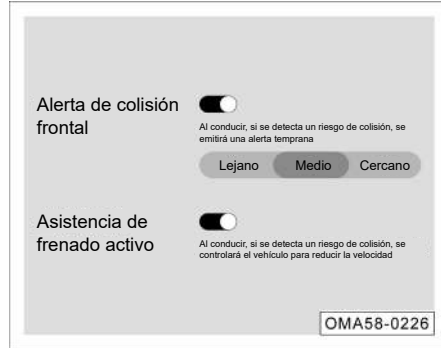 Alerta de colisión
frontal
Al conducir, si se detecta un riesgo de colisión, se
emitirá una alerta temprana
Lejano Medio Cercano
Asistencia de
frenado activo
Al conducir, si se detecta un riesgo de colisión, se
controlará el vehículo para reducir la velocidad
OMA58-0226